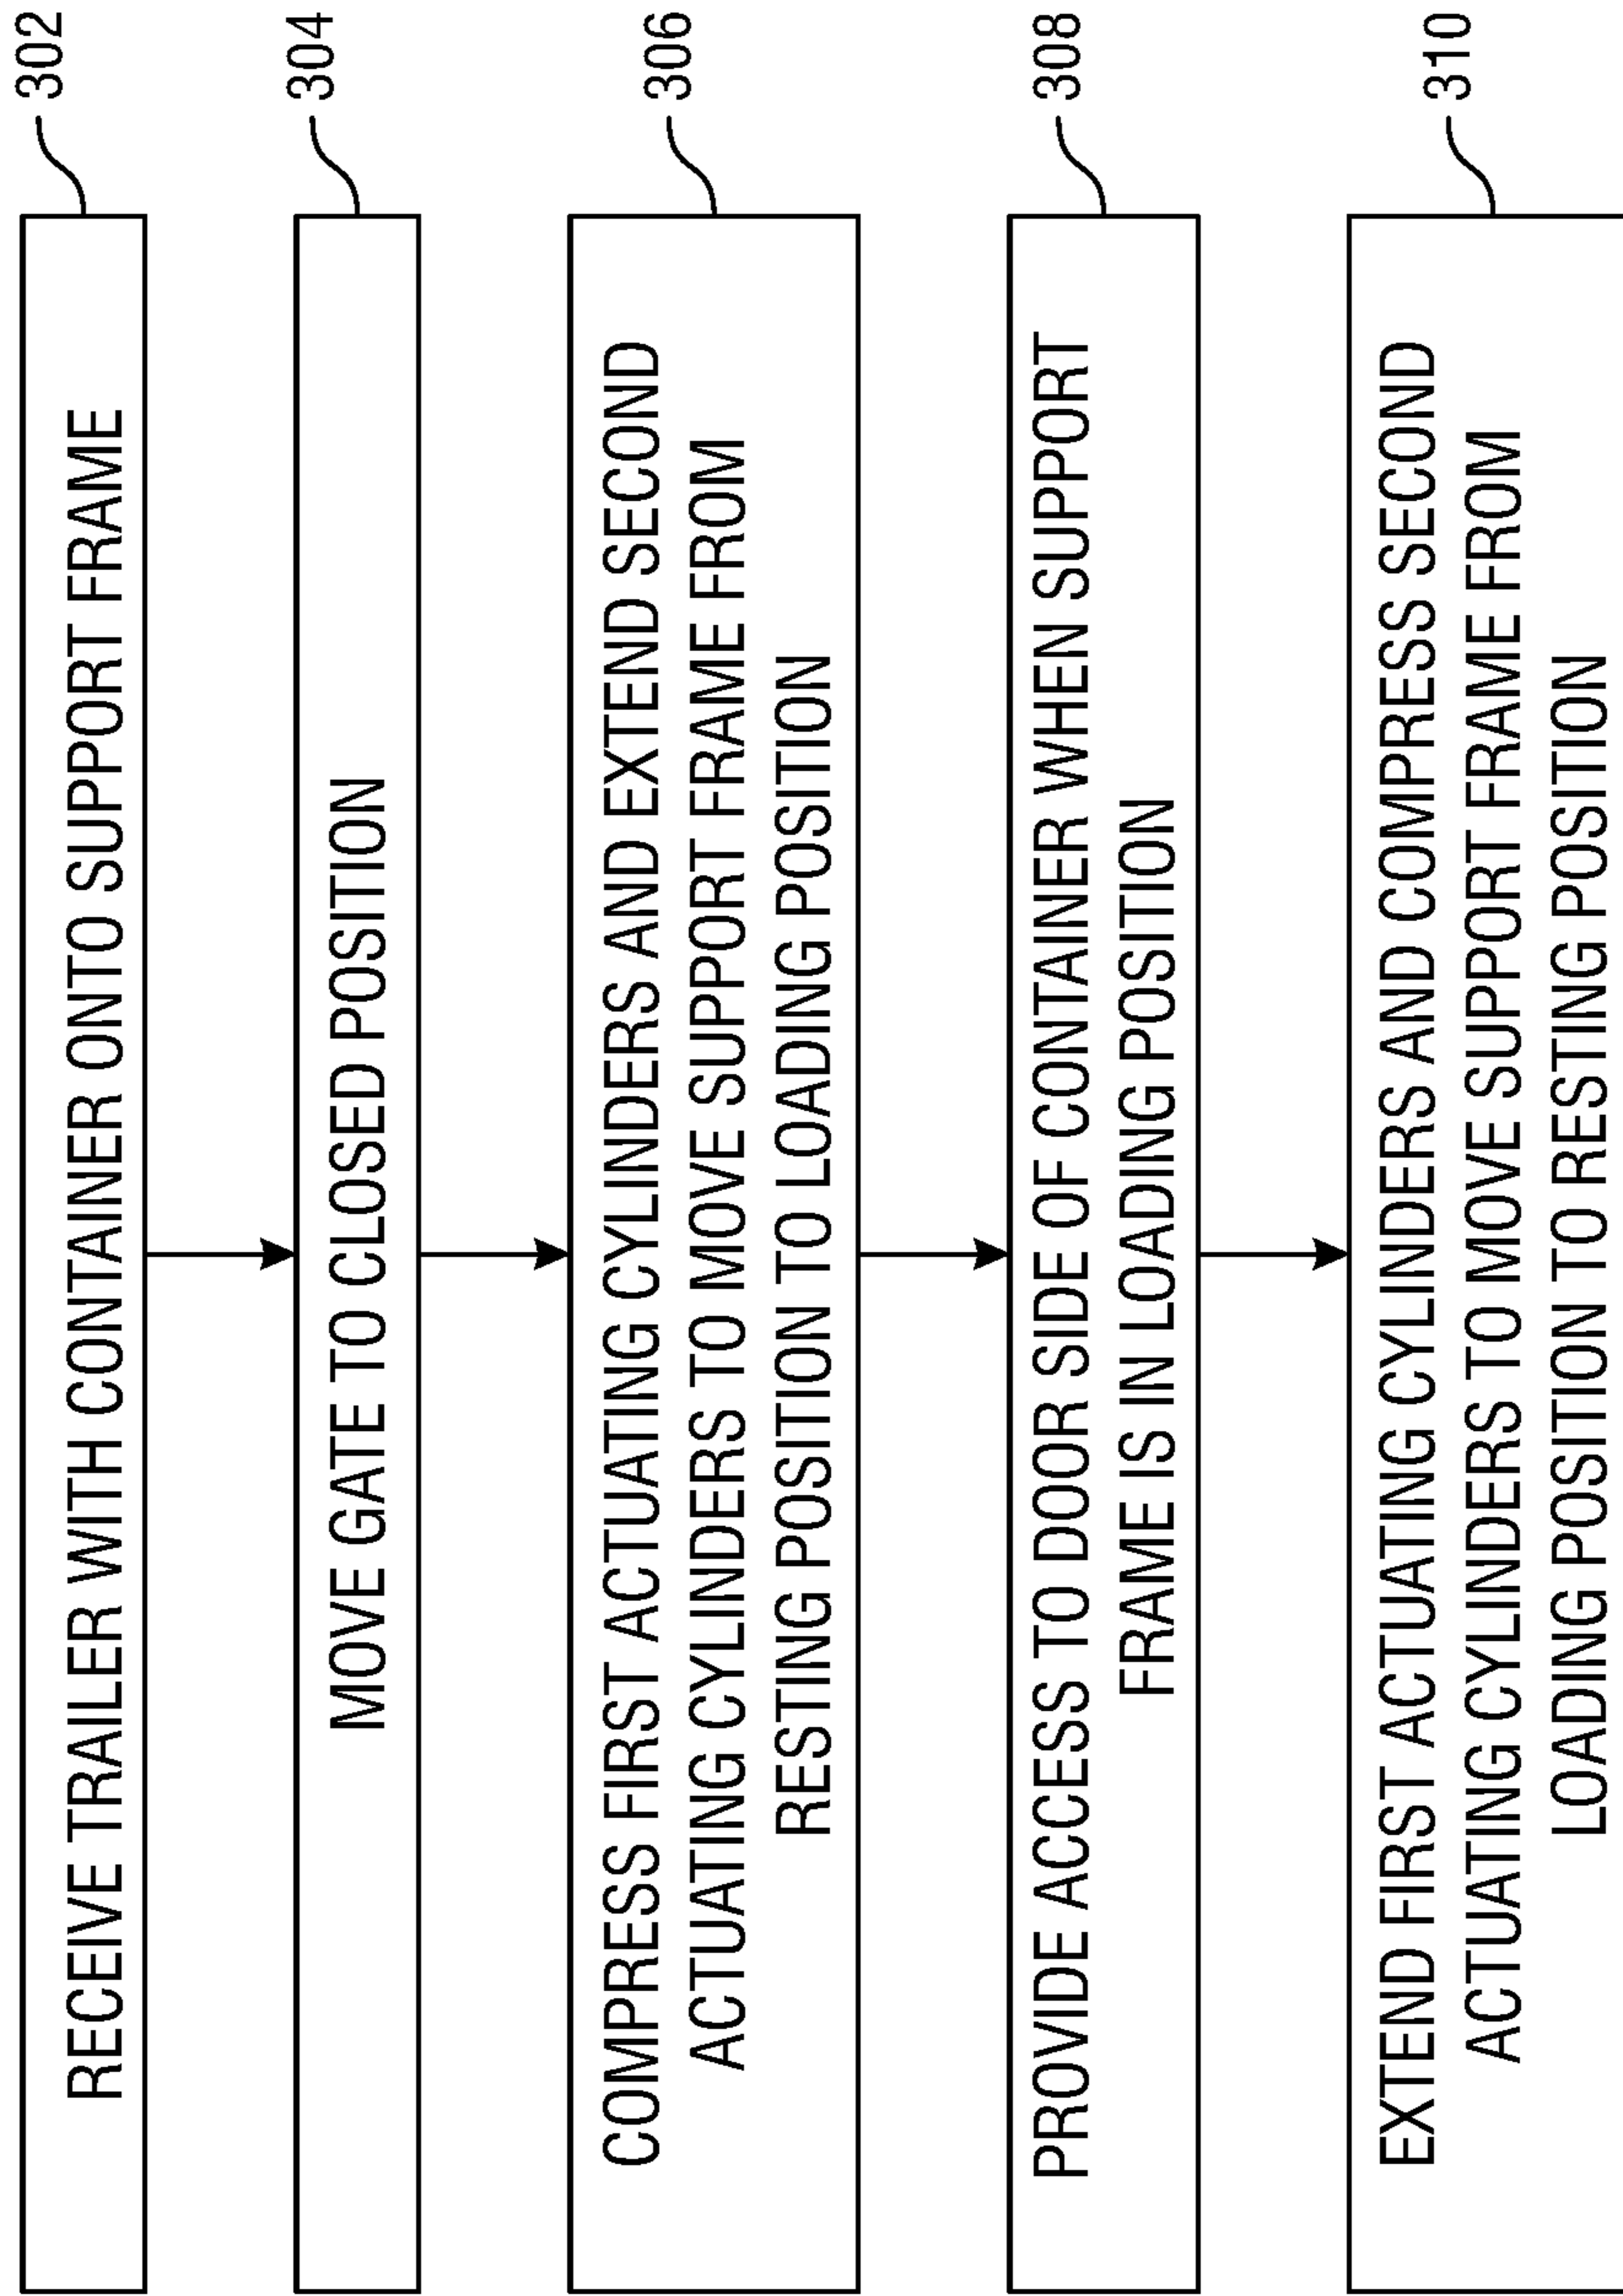 302
RECEIVE TRAILER WITH CONTAINER ONTO SUPPORT FRAME
304
MOVE GATE TO CLOSED POSITION
306
COMPRESS FIRST ACTUATING CYLINDERS AND EXTEND SECOND
ACTUATING CYLINDERS TO MOVE SUPPORT FRAME FROM
RESTING POSITION TO LOADING POSITION
308
PROVIDE ACCESS TO DOOR SIDE OF CONTAINER WHEN SUPPORT
FRAME IS IN LOADING POSITION
310
EXTEND FIRST ACTUATING CYLINDERS AND COMPRESS SECOND
ACTUATING CYLINDERS TO MOVE SUPPORT FRAME FROM
LOADING POSITION TO RESTING POSITION